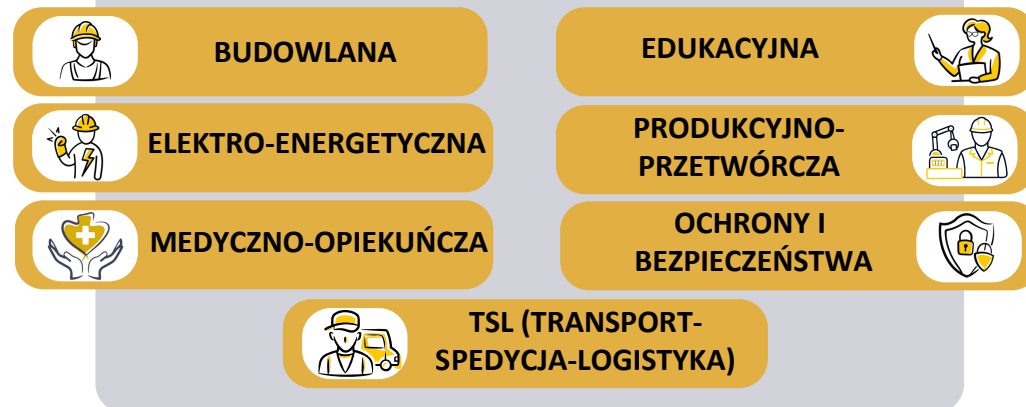 BUDOWLANA
EDUKACYJNA
ELEKTRO-ENERGETYCZNA
PRODUKCYJNO-
PRZETWÓRCZA
MEDYCZNO-OPIEKUŃCZA
OCHRONY I
BEZPIECZEŃSTWA
TSL (TRANSPORT-
SPEDYCJA-LOGISTYKA)